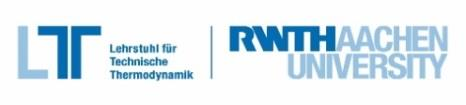 LTT
Lehrstuhl für
Technische
Thermodynamik
RWTHAACHEN
UNIVERSITY